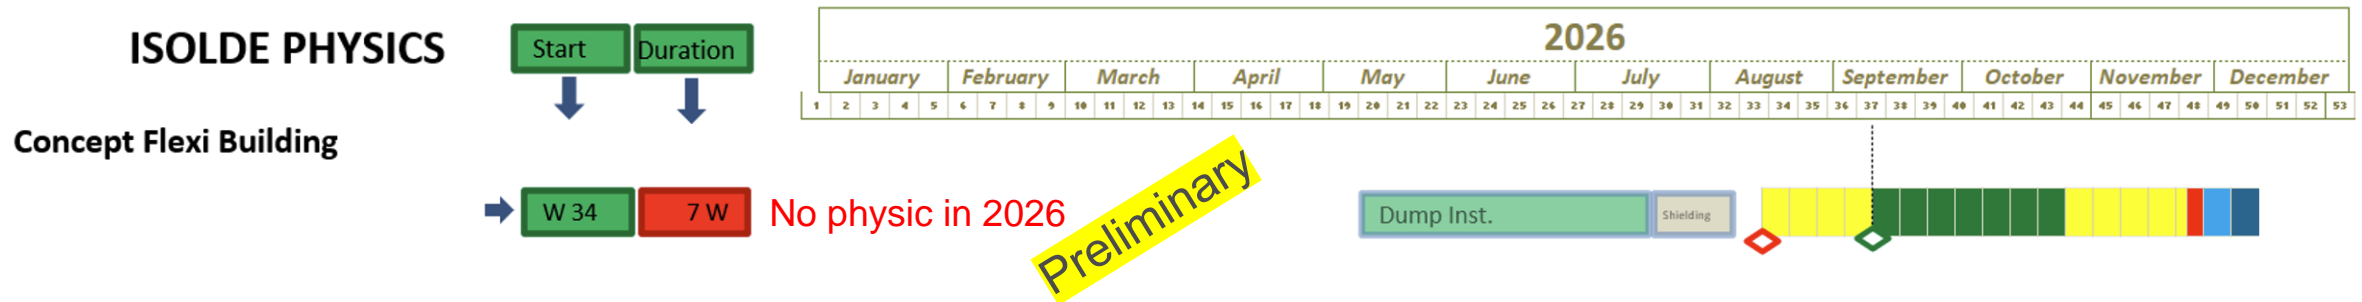 ISOLDE PHYSICS
Start
Duration
2026
January February March April May June July August September October November December
1 2 3 4 5 6 7 8 9 10 11 12 13 14 15 16 17 18 19 20 21 22 23 24 25 26 27 28 29 30 31 32 33 34 35 36 37 38 39 40 41 42 43 44 45 46 47 48 49 50 51 52 53
Concept Flexi Building
W 34
7 W
No physic in 2026
Preliminary
Dump Inst.
Shielding